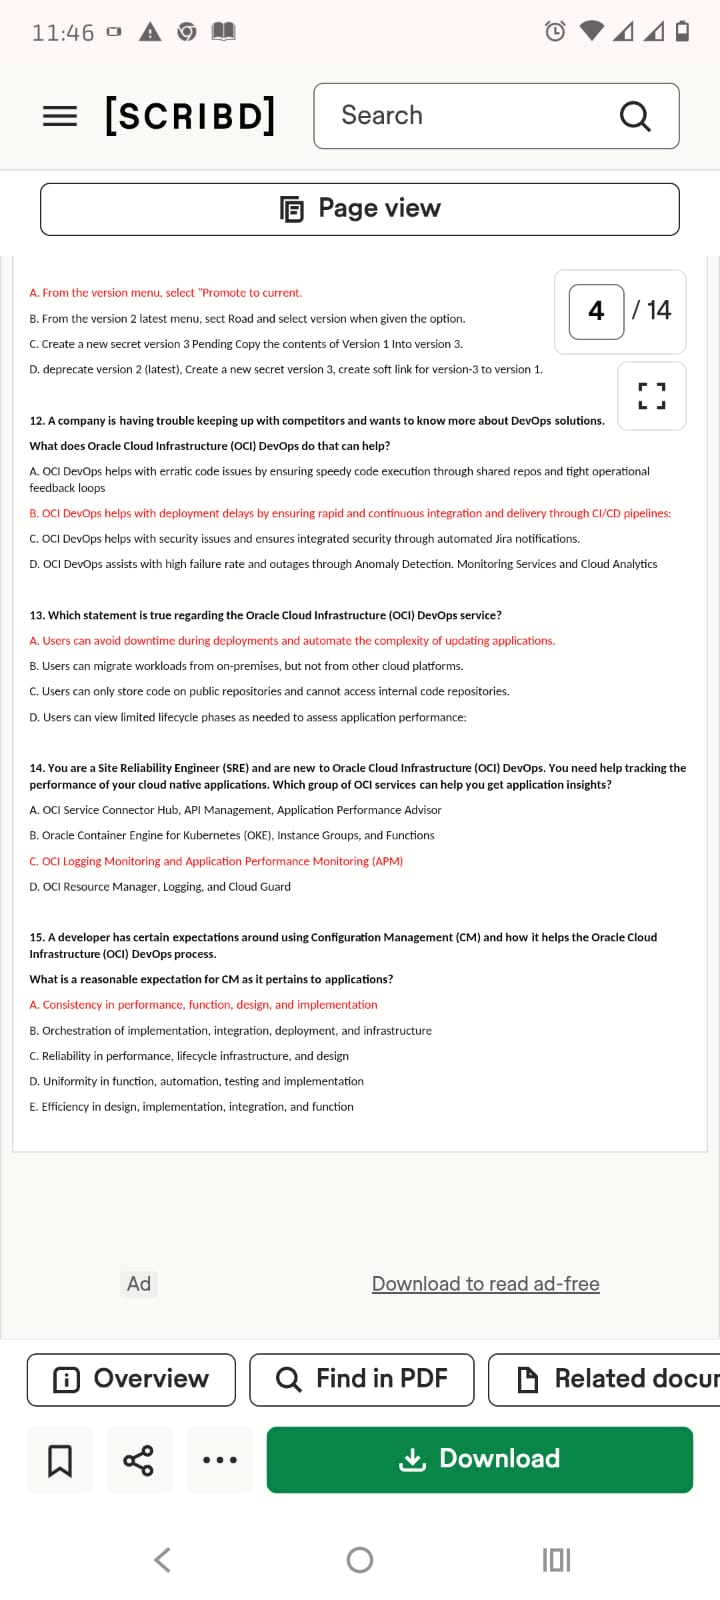 11:46
[SCRIBD]
Search
Page view
4 / 14
A. From the version menu, select "Promote to current.
B. From the version 2 latest menu, sect Road and select version when given the option.
C. Create a new secret version 3 Pending Copy the contents of Version 1 Into version 3.
D. deprecate version 2 (latest), Create a new secret version 3, create soft link for version-3 to version 1.
12. A company is having trouble keeping up with competitors and wants to know more about DevOps solutions.
What does Oracle Cloud Infrastructure (OCI) DevOps do that can help?
A. OCI DevOps helps with erratic code issues by ensuring speedy code execution through shared repos and tight operational
feedback loops
B. OCI DevOps helps with deployment delays by ensuring rapid and continuous integration and delivery through CI/CD pipelines:
C. OCI DevOps helps with security issues and ensures integrated security through automated Jira notifications.
D. OCI DevOps assists with high failure rate and outages through Anomaly Detection. Monitoring Services and Cloud Analytics
13. Which statement is true regarding the Oracle Cloud Infrastructure (OCI) DevOps service?
A. Users can avoid downtime during deployments and automate the complexity of updating applications.
B. Users can migrate workloads from on-premises, but not from other cloud platforms.
C. Users can only store code on public repositories and cannot access internal code repositories.
D. Users can view limited lifecycle phases as needed to assess application performance:
14. You are a Site Reliability Engineer (SRE) and are new to Oracle Cloud Infrastructure (OCI) DevOps. You need help tracking the
performance of your cloud native applications. Which group of OCI services can help you get application insights?
A. OCI Service Connector Hub, API Management, Application Performance Advisor
B. Oracle Container Engine for Kubernetes (OKE), Instance Groups, and Functions
C. OCI Logging Monitoring and Application Performance Monitoring (APM)
D. OCI Resource Manager, Logging, and Cloud Guard
15. A developer has certain expectations around using Configuration Management (CM) and how it helps the Oracle Cloud
Infrastructure (OCI) DevOps process.
What is a reasonable expectation for CM as it pertains to applications?
A. Consistency in performance, function, design, and implementation
B. Orchestration of implementation, integration, deployment, and infrastructure
C. Reliability in performance, lifecycle infrastructure, and design
D. Uniformity in function, automation, testing and implementation
E. Efficiency in design, implementation, integration, and function
Ad
Download to read ad-free
Overview
Find in PDF
Related docur
Download